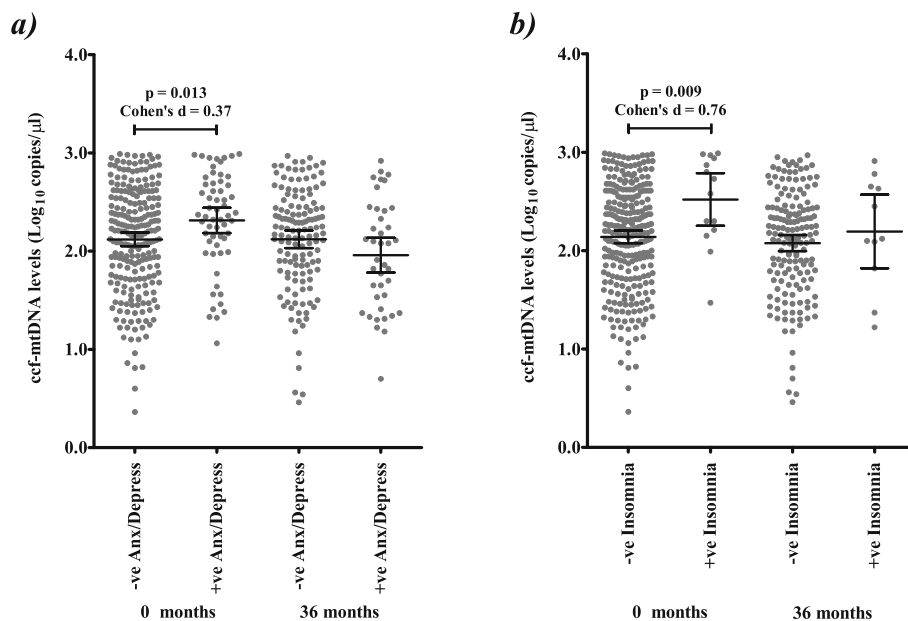 a)
ccf-mtDNA levels (Log10 copies/µl)
4.0
3.0
2.0
1.0
0.0
p = 0.013
Cohen's d = 0.37
-ve Anx/Depress
+ve Anx/Depress
-ve Anx/Depress
+ve Anx/Depress
0 months
36 months
b)
ccf-mtDNA levels (Log10 copies/µl)
4.0
3.0
2.0
1.0
0.0
p = 0.009
Cohen's d = 0.76
-ve Insomnia
+ve Insomnia
-ve Insomnia
+ve Insomnia
0 months
36 months